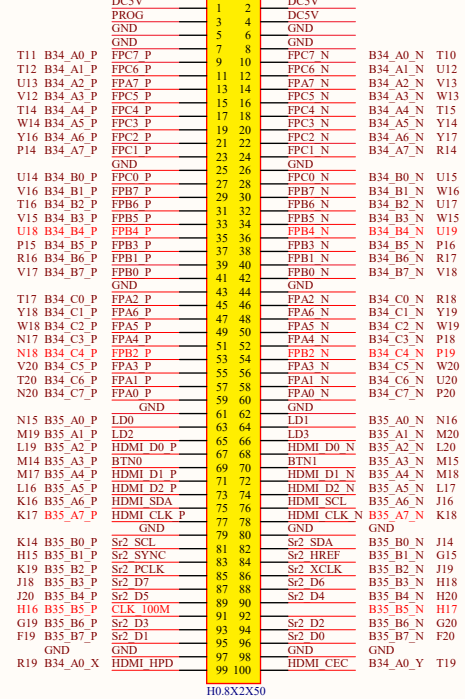 DC5V 1 2 DC5V
PROG 3 4 DC5V
GND 5 6 GND
GND 7 8 GND
T11 B34_A0_P FPC7_P 9 10 FPC7_N B34_A0_N T10
T12 B34_A1_P FPC6_P 11 12 FPC6_N B34_A1_N U12
U13 B34_A2_P FPA7_P 13 14 FPA7_N B34_A2_N V13
V12 B34_A3_P FPC5_P 15 16 FPC5_N B34_A3_N W13
T14 B34_A4_P FPC4_P 17 18 FPC4_N B34_A4_N T15
W14 B34_A5_P FPC3_P 19 20 FPC3_N B34_A5_N Y14
Y16 B34_A6_P FPC2_P 21 22 FPC2_N B34_A6_N Y17
P14 B34_A7_P FPC1_P 23 24 FPC1_N B34_A7_N R14
GND 25 26 GND
U14 B34_B0_P FPC0_P 27 28 FPC0_N B34_B0_N U15
V16 B34_B1_P FPB7_P 29 30 FPB7_N B34_B1_N W16
T16 B34_B2_P FPB6_P 31 32 FPB6_N B34_B2_N U17
V15 B34_B3_P FPB5_P 33 34 FPB5_N B34_B3_N W15
U18 B34_B4_P FPB4_P 35 36 FPB4_N B34_B4_N U19
P15 B34_B5_P FPB3_P 37 38 FPB3_N B34_B5_N P16
R16 B34_B6_P FPB1_P 39 40 FPB1_N B34_B6_N R17
V17 B34_B7_P FPB0_P 41 42 FPB0_N B34_B7_N V18
GND 43 44 GND
T17 B34_C0_P FPA2_P 45 46 FPA2_N B34_C0_N R18
Y18 B34_C1_P FPA6_P 47 48 FPA6_N B34_C1_N Y19
W18 B34_C2_P FPA5_P 49 50 FPA5_N B34_C2_N W19
N17 B34_C3_P FPA4_P 51 52 FPA4_N B34_C3_N P18
N18 B34_C4_P FPB2_P 53 54 FPB2_N B34_C4_N P19
V20 B34_C5_P FPA3_P 55 56 FPA3_N B34_C5_N W20
T20 B34_C6_P FPA1_P 57 58 FPA1_N B34_C6_N U20
N20 B34_C7_P FPA0_P 59 60 FPA0_N B34_C7_N P20
GND 61 62 GND
N15 B35_A0_P LD0 63 64 LD1 B35_A0_N N16
M19 B35_A1_P LD2 65 66 LD3 B35_A1_N M20
L19 B35_A2_P HDMI_D0_P 67 68 HDMI_D0_N B35_A2_N L20
M14 B35_A3_P BTN0 69 70 BTN1 B35_A3_N M15
M17 B35_A4_P HDMI_D1_P 71 72 HDMI_D1_N B35_A4_N M18
L16 B35_A5_P HDMI_D2_P 73 74 HDMI_D2_N B35_A5_N L17
K16 B35_A6_P HDMI_SDA 75 76 HDMI_SCL B35_A6_N J16
K17 B35_A7_P HDMI_CLK_P 77 78 HDMI_CLK_N B35_A7_N K18
GND 79 80 GND GND
K14 B35_B0_P Sr2_SCL 81 82 Sr2_SDA B35_B0_N J14
H15 B35_B1_P Sr2_SYNC 83 84 Sr2_HREF B35_B1_N G15
K19 B35_B2_P Sr2_PCLK 85 86 Sr2_XCLK B35_B2_N J19
J18 B35_B3_P Sr2_D7 87 88 Sr2_D6 B35_B3_N H18
J20 B35_B4_P Sr2_D5 89 90 Sr2_D4 B35_B4_N H20
H16 B35_B5_P CLK_100M 91 92 B35_B5_N H17
G19 B35_B6_P Sr2_D3 93 94 Sr2_D2 B35_B6_N G20
F19 B35_B7_P Sr2_D1 95 96 Sr2_D0 B35_B7_N F20
GND GND 97 98 GND GND
R19 B34_A0_X HDMI_HPD 99 100 HDMI_CEC B34_A0_Y T19
H0.8X2X50